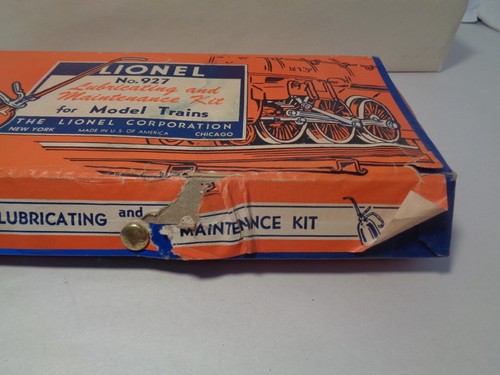 LIONEL
No. 927
Lubricating and
Maintenance Kit
for Model Trains
THE LIONEL CORPORATION
NEW YORK MADE IN U.S. OF AMERICA CHICAGO
LUBRICATING and MAINTENANCE KIT